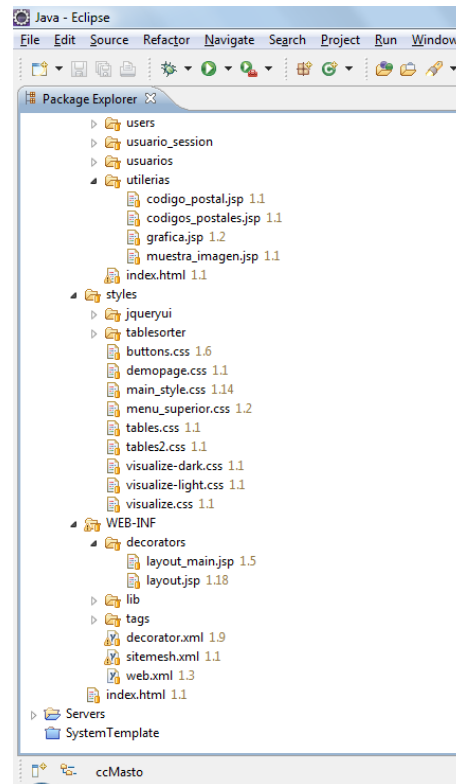 Java - Eclipse
File Edit Source Refactor Navigate Search Project Run Window
Package Explorer
users
usuario_session
usuarios
utilerias
codigo_postal.jsp 1.1
codigos_postales.jsp 1.1
grafica.jsp 1.2
muestra_imagen.jsp 1.1
index.html 1.1
styles
jqueryui
tablesorter
buttons.css 1.6
demopage.css 1.1
main_style.css 1.14
menu_superior.css 1.2
tables.css 1.1
tables2.css 1.1
visualize-dark.css 1.1
visualize-light.css 1.1
visualize.css 1.1
WEB-INF
decorators
layout_main.jsp 1.5
layout.jsp 1.18
lib
tags
decorator.xml 1.9
sitemesh.xml 1.1
web.xml 1.3
index.html 1.1
Servers
SystemTemplate
ccMasto